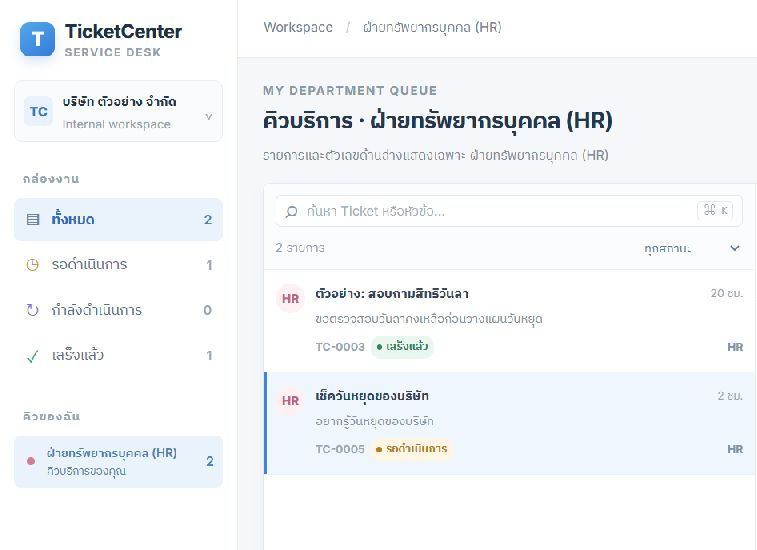 T TicketCenter
SERVICE DESK
TC บริษัท ตัวอย่าง จำกัด
Internal workspace
กล่องงาน
ทั้งหมด 2
รอดำเนินการ 1
กำลังดำเนินการ 0
เสร็จแล้ว 1
คิวของฉัน
ฝ่ายทรัพยากรบุคคล (HR) 2
คิวบริการของคุณ
Workspace / ฝ่ายทรัพยากรบุคคล (HR)
MY DEPARTMENT QUEUE
คิวบริการ · ฝ่ายทรัพยากรบุคคล (HR)
รายการและตัวเลขด้านล่างแสดงเฉพาะ ฝ่ายทรัพยากรบุคคล (HR)
ค้นหา Ticket หรือหัวข้อ... ⌘ K
2 รายการ ทุกสถานะ
HR ตัวอย่าง: สอบถามสิทธิวันลา 20 ชม.
ขอตรวจสอบวันลาคงเหลือก่อนวางแผนวันหยุด
TC-0003 เสร็จแล้ว HR
HR เช็ควันหยุดของบริษัท 2 ชม.
อยากรู้วันหยุดของบริษัท
TC-0005 รอดำเนินการ HR